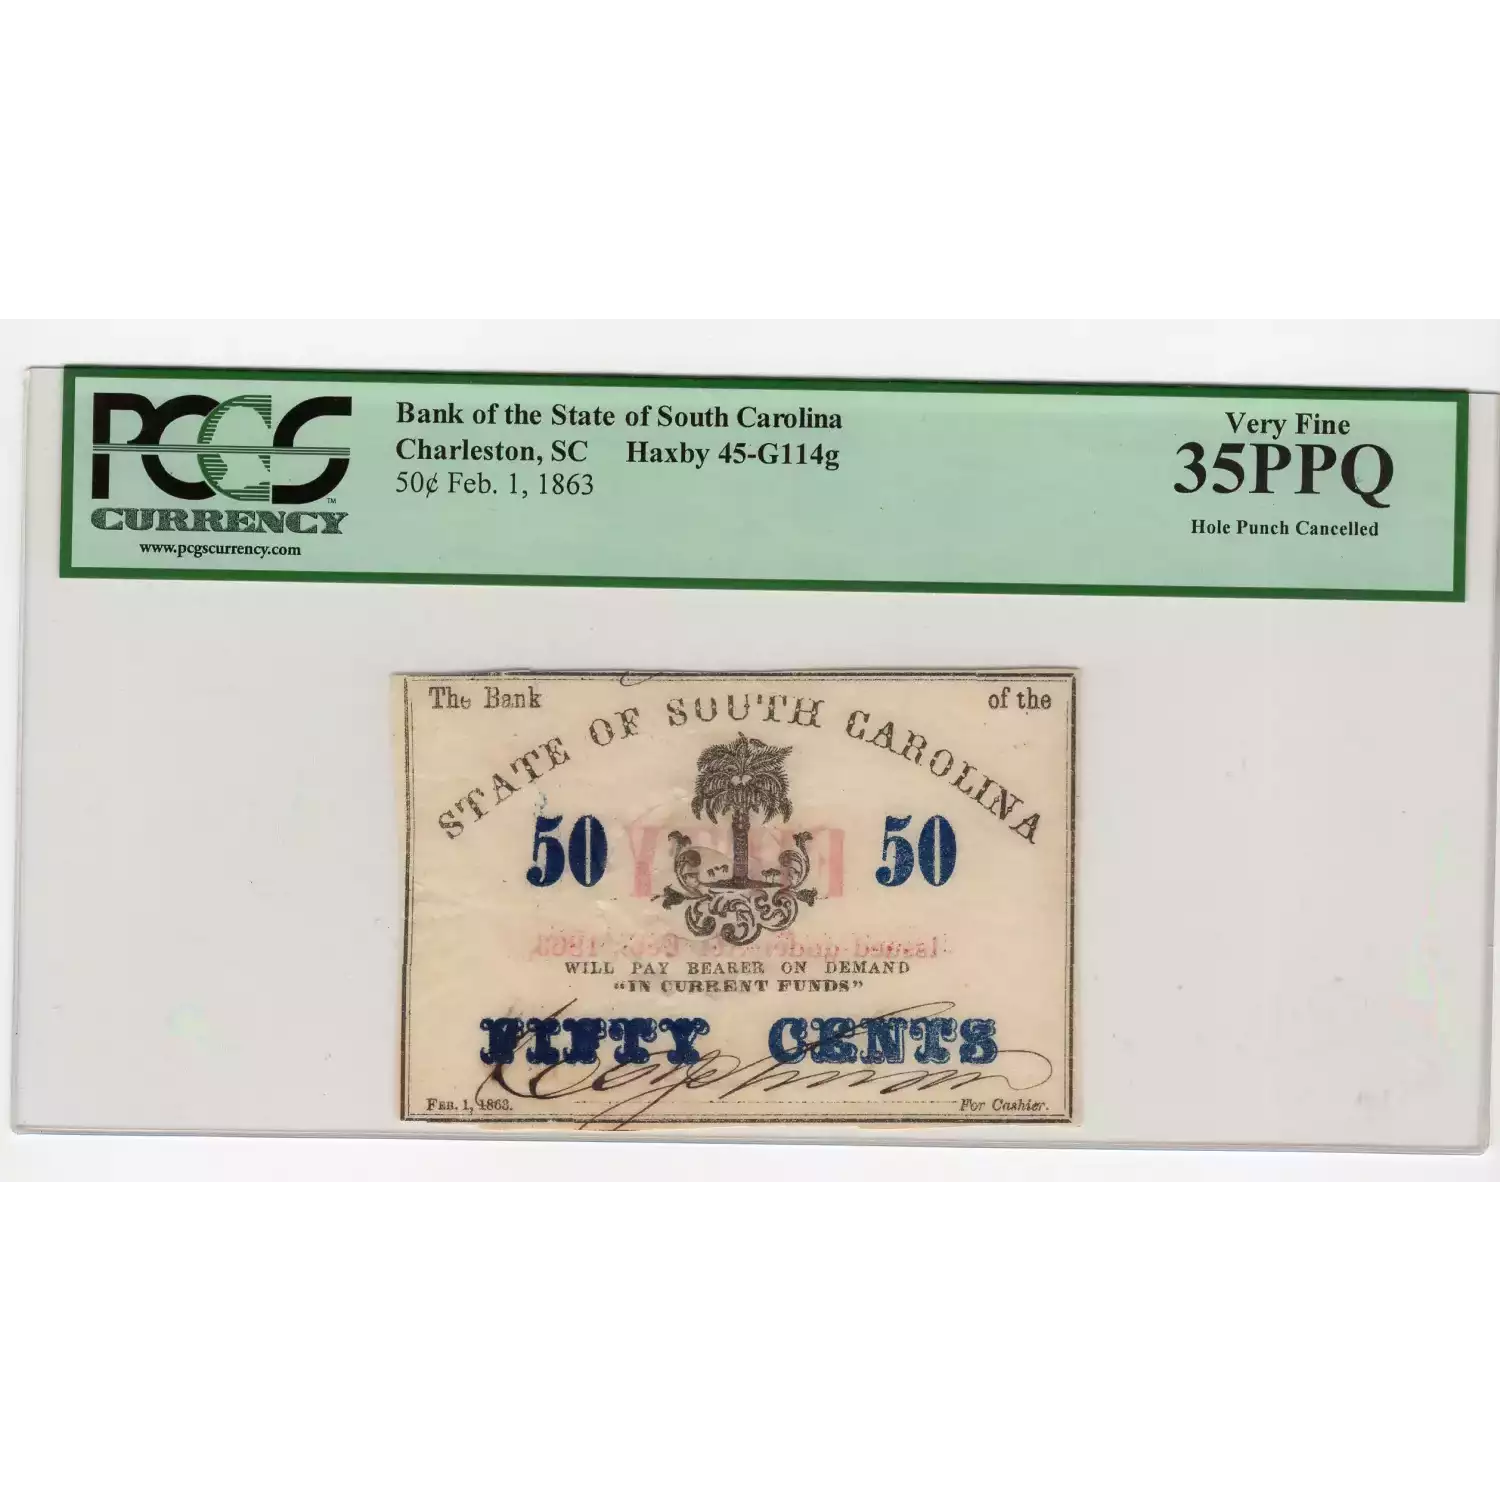 PCGS™
CURRENCY
www.pcgscurrency.com
Bank of the State of South Carolina
Charleston, SC Haxby 45-G114g
50¢ Feb. 1, 1863
Very Fine
35PPQ
Hole Punch Cancelled
The Bank of the
STATE OF SOUTH CAROLINA
50 50
WILL PAY BEARER ON DEMAND
"IN CURRENT FUNDS"
FIFTY CENTS
FEB. 1, 1863. For Cashier.